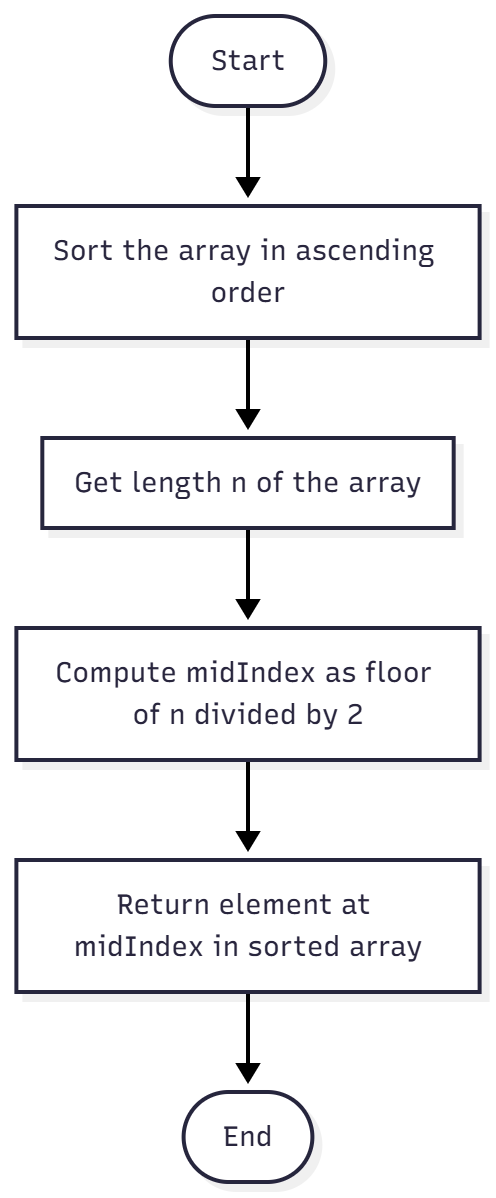 Start
Sort the array in ascending
order
Get length n of the array
Compute midIndex as floor
of n divided by 2
Return element at
midIndex in sorted array
End